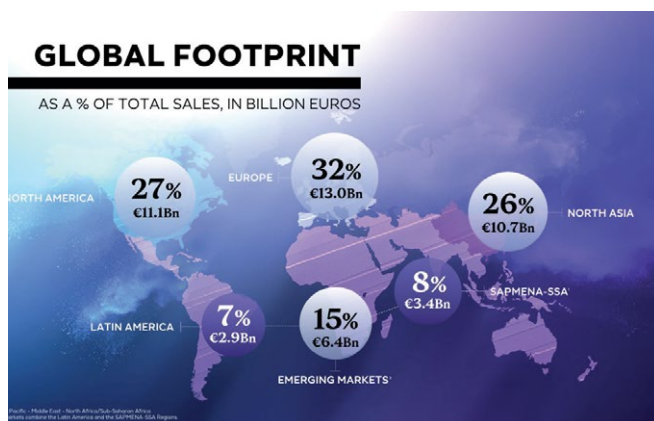 GLOBAL FOOTPRINT
AS A % OF TOTAL SALES, IN BILLION EUROS
NORTH AMERICA
27%
€11.1Bn
EUROPE
32%
€13.0Bn
26%
€10.7Bn
NORTH ASIA
8%
€3.4Bn
SAPMENA-SSA¹
LATIN AMERICA
7%
€2.9Bn
15%
€6.4Bn
EMERGING MARKETS
Pacific - Middle East - North Africa/Sub-Saharan Africa.
combine the Latin America and the SAPMENA-SSA Regions.